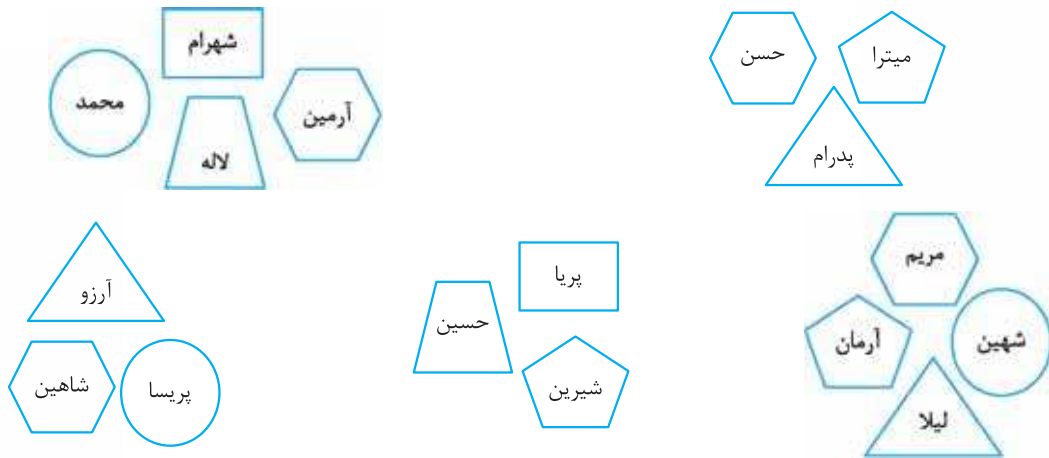 میترا
حسن
پدرام
شهرام
آرمین
محمد
لاله
مریم
شهین
آرمان
لیلا
پریا
حسین
شیرین
آرزو
پریسا
شاهین